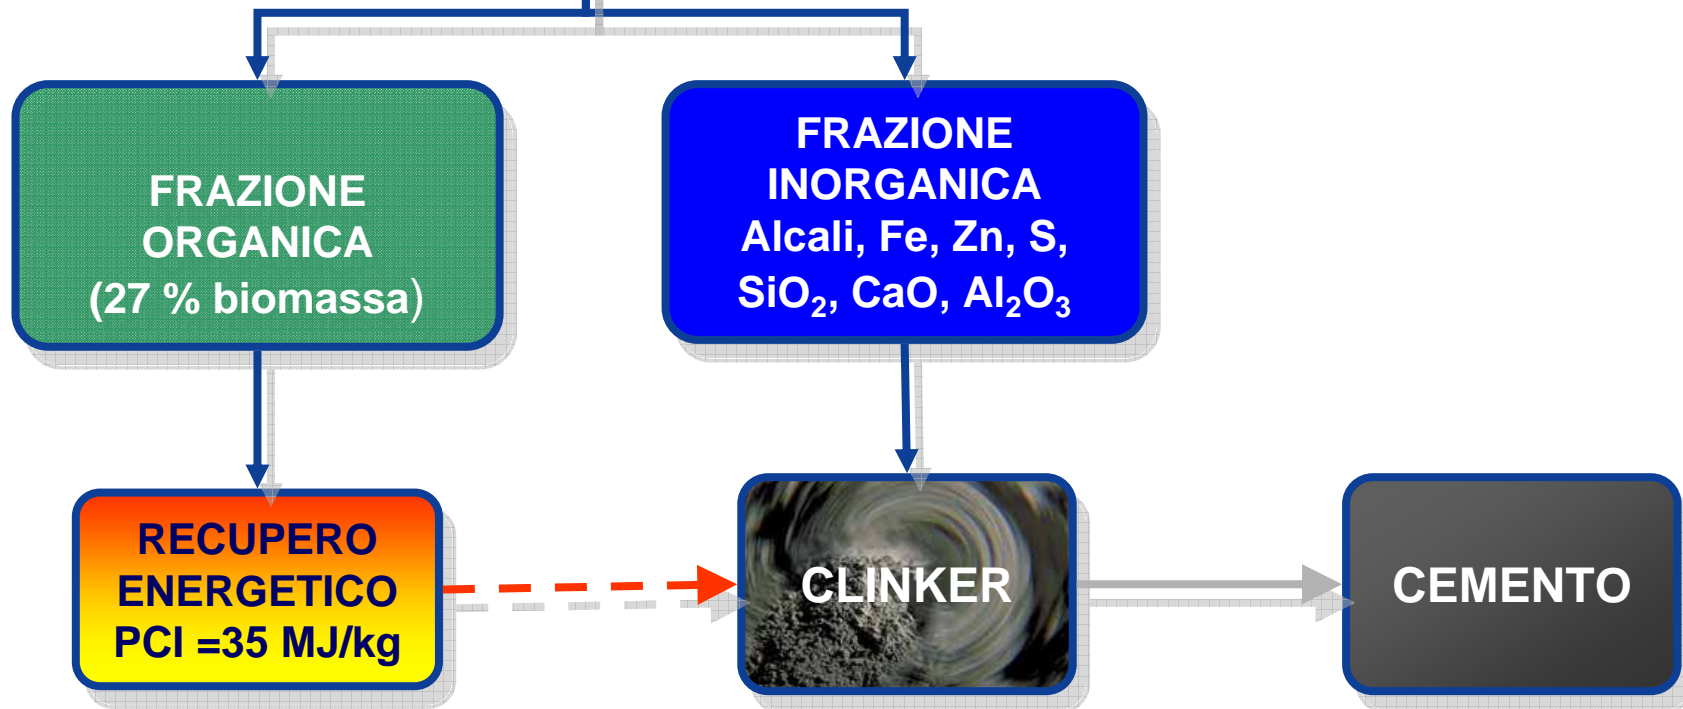 FRAZIONE
ORGANICA
(27 % biomassa)
FRAZIONE
INORGANICA
Alcali, Fe, Zn, S,
SiO₂, CaO, Al₂O₃
RECUPERO
ENERGETICO
PCI =35 MJ/kg
CLINKER
CEMENTO